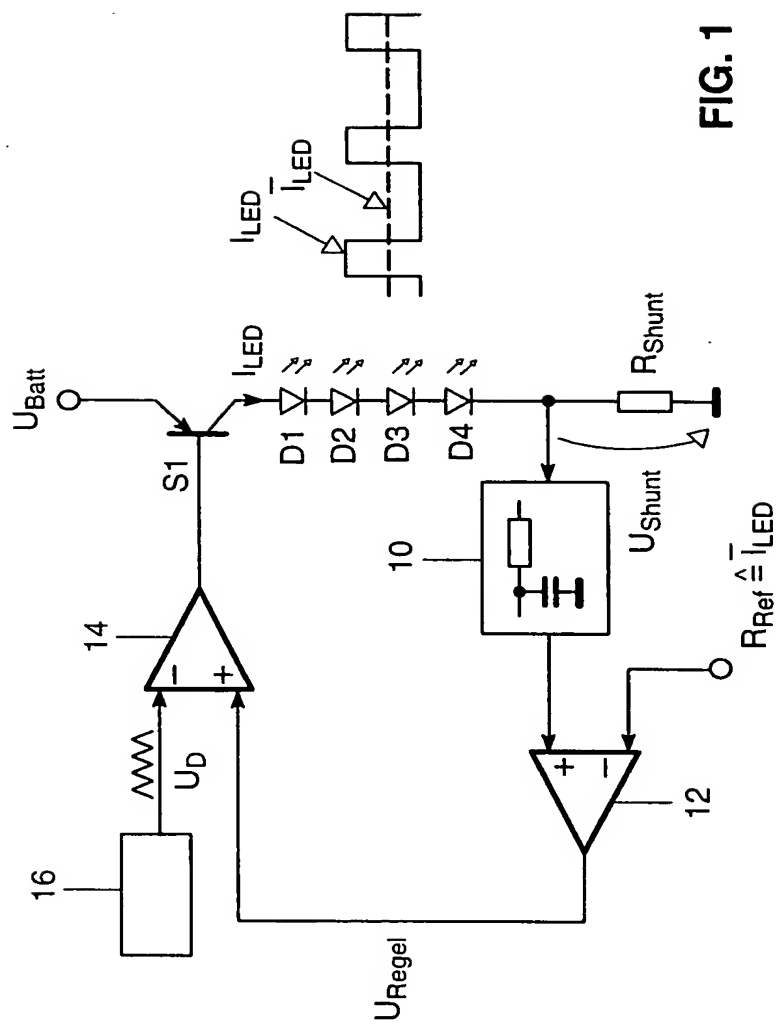 U_Batt
S1
I_LED
D1
D2
D3
D4
R_Shunt
U_Shunt
10
14
−
+
U_D
16
U_Regel
+
−
12
R_Ref ≙ Ī_LED
I_LED
Ī_LED
FIG. 1